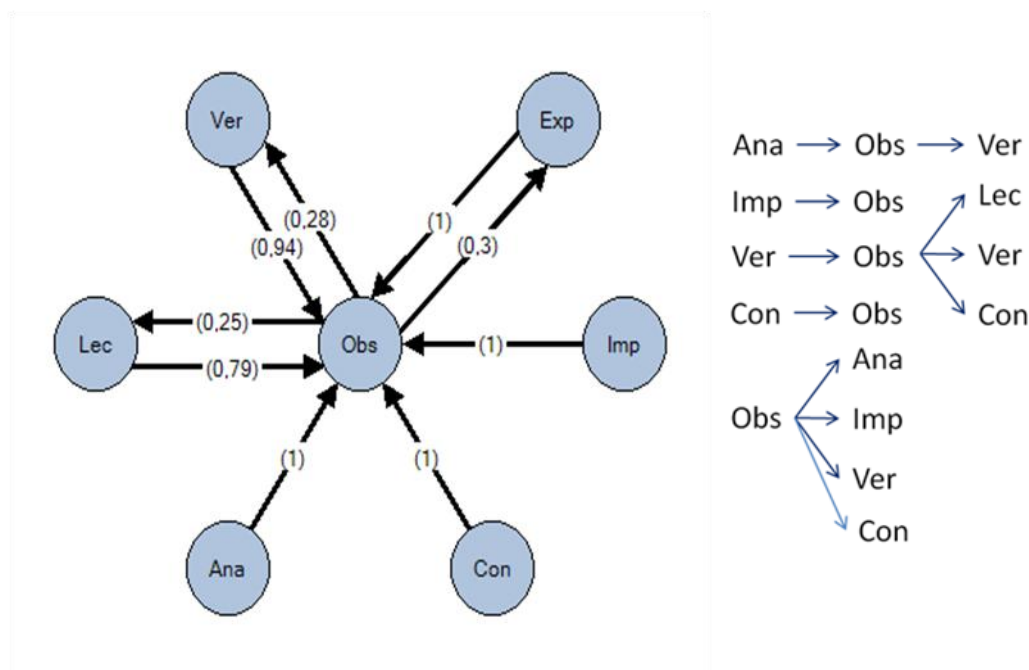 Ver
Exp
(0,28)
(1)
(0,94)
(0,3)
(0,25)
Lec
Obs
(1)
Imp
(0,79)
(1)
(1)
Ana
Con
Ana Obs Ver
Imp Obs Lec
Ver Obs Ver
Con Obs Con
Ana
Obs Imp
Ver
Con